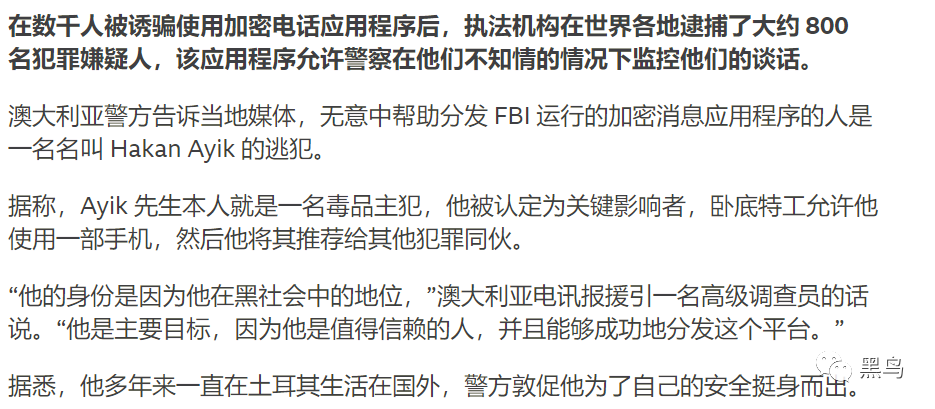 在数千人被诱骗使用加密电话应用程序后，执法机构在世界各地逮捕了大约 800
名犯罪嫌疑人，该应用程序允许警察在他们不知情的情况下监控他们的谈话。
澳大利亚警方告诉当地媒体，无意中帮助分发 FBI 运行的加密消息应用程序的人是
一名名叫 Hakan Ayik 的逃犯。
据称，Ayik 先生本人就是一名毒品主犯，他被认定为关键影响者，卧底特工允许他
使用一部手机，然后他将其推荐给其他犯罪同伙。
“他的身份是因为他在黑社会中的地位，”澳大利亚电讯报援引一名高级调查员的话
说。“他是主要目标，因为他是值得信赖的人，并且能够成功地分发这个平台。”
据悉，他多年来一直在土耳其生活在国外，警方敦促他为了自己的安全挺身而出。
黑鸟